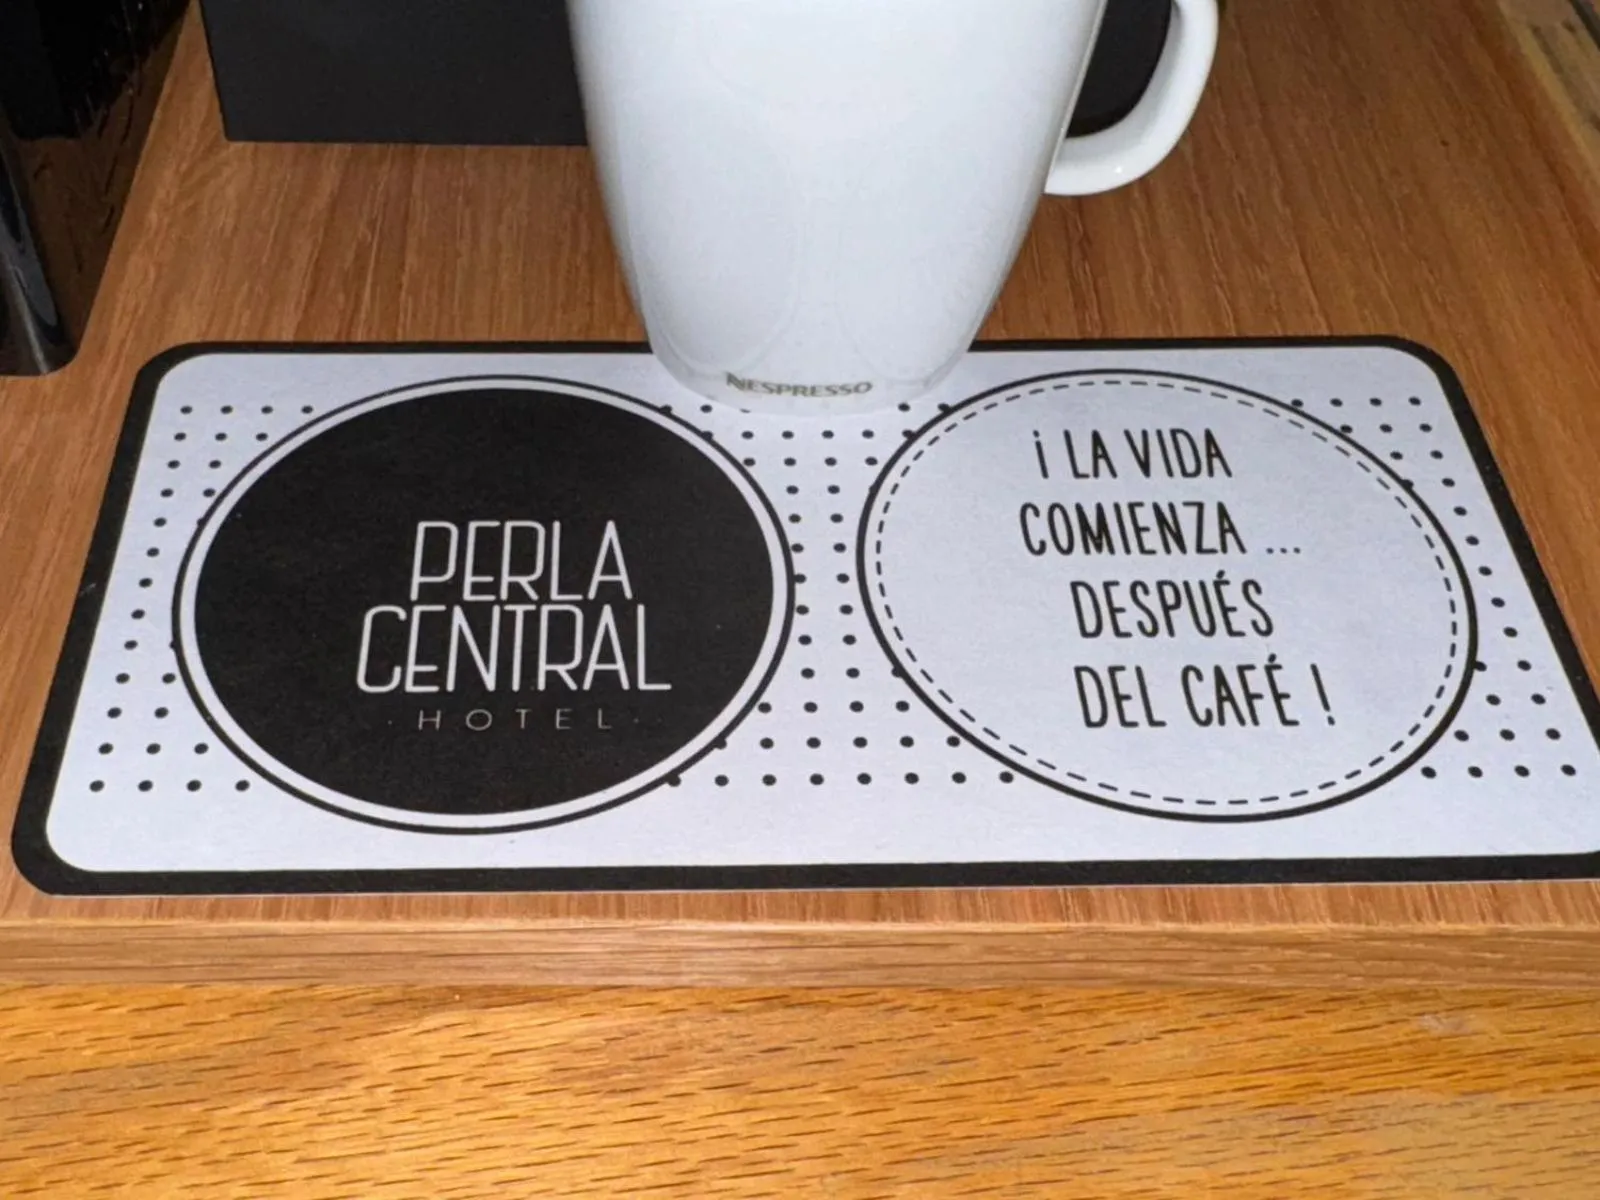 NESPRESSO
PERLA
CENTRAL
· HOTEL ·
¡ LA VIDA
COMIENZA ...
DESPUÉS
DEL CAFÉ !